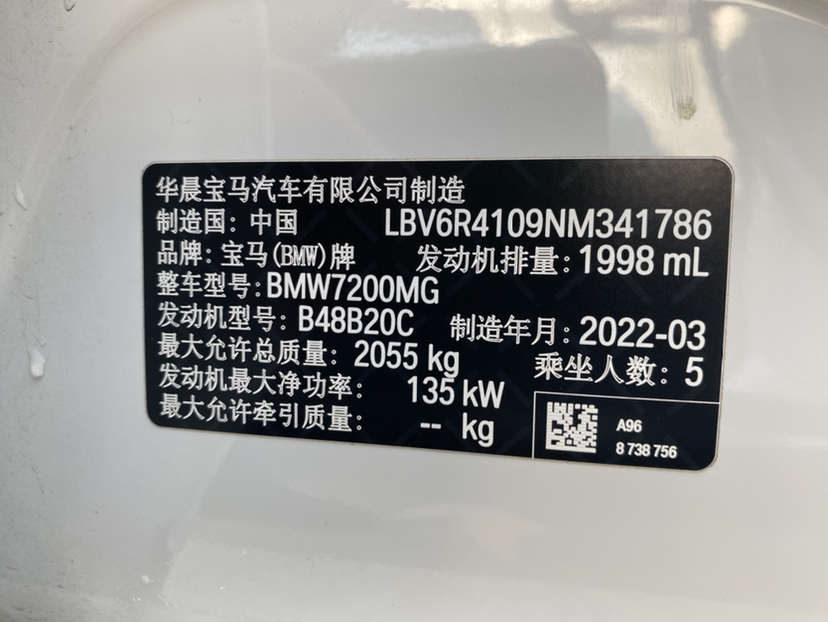 华晨宝马汽车有限公司制造
制造国: 中国 LBV6R4109NM341786
品牌: 宝马(BMW)牌 发动机排量: 1998 mL
整车型号: BMW7200MG
发动机型号: B48B20C 制造年月: 2022-03
最大允许总质量: 2055 kg 乘坐人数: 5
发动机最大净功率: 135 kW
最大允许牵引质量: -- kg
A96
8 738 756